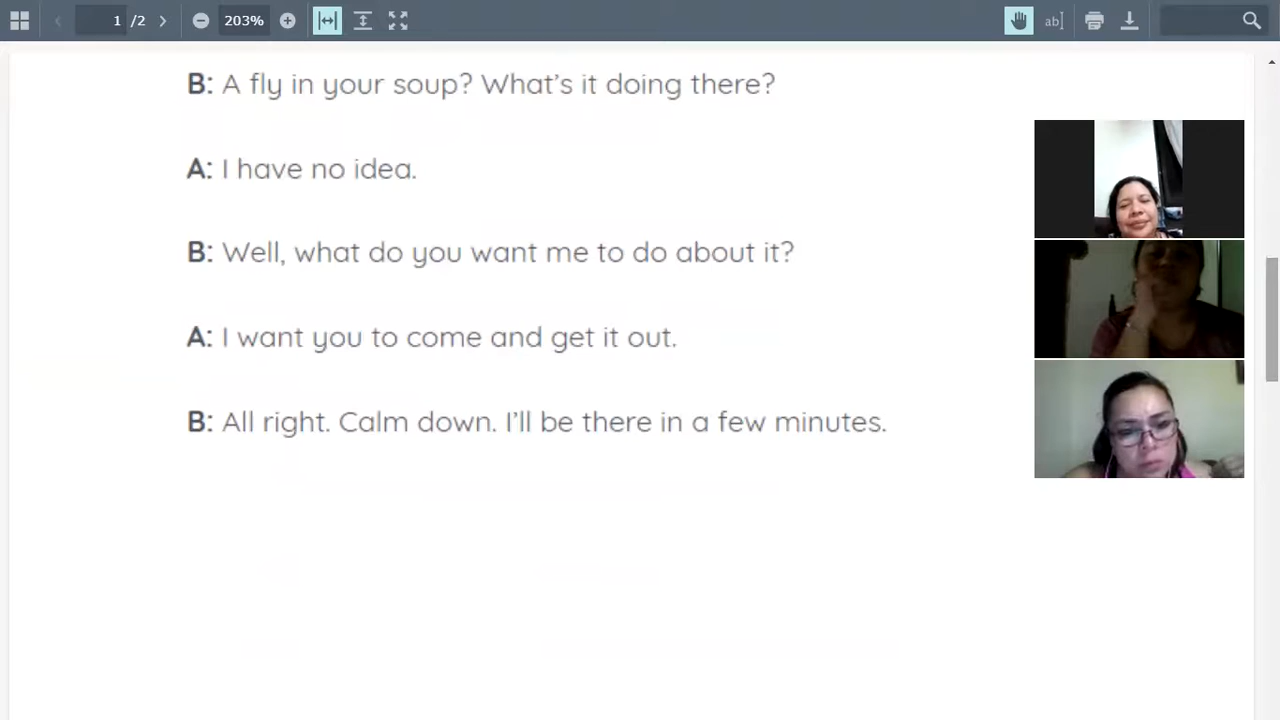 1 /2 203% ab
B: A fly in your soup? What's it doing there?
A: I have no idea.
B: Well, what do you want me to do about it?
A: I want you to come and get it out.
B: All right. Calm down. I'll be there in a few minutes.